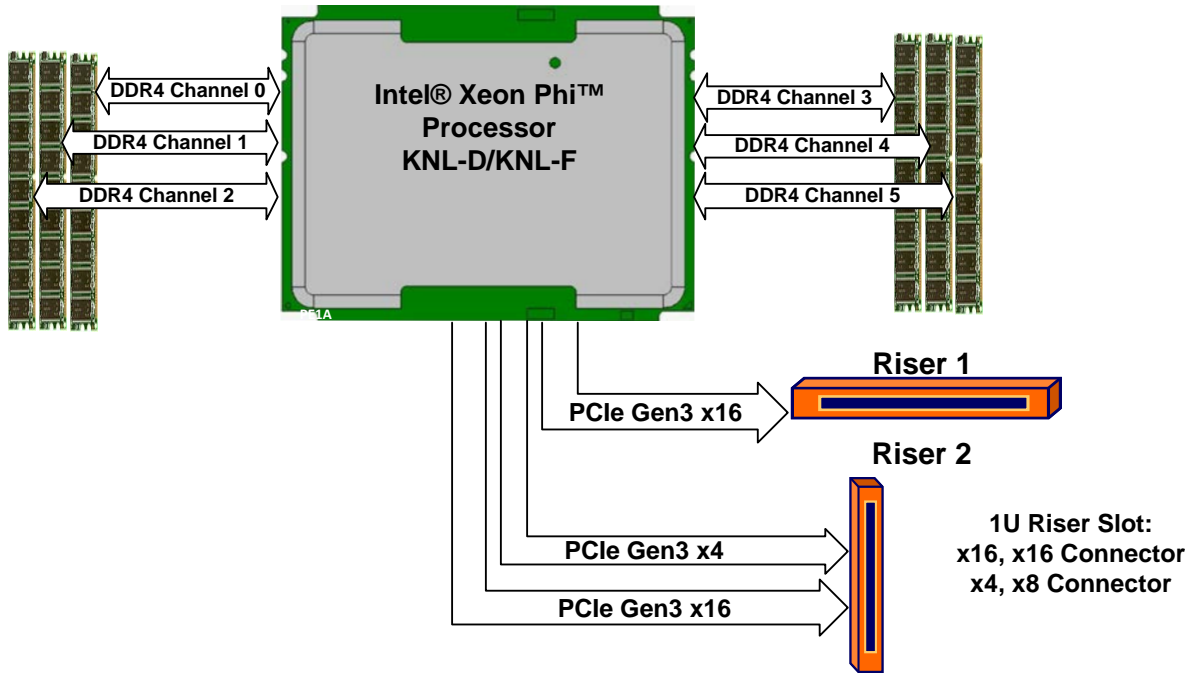 DDR4 Channel 0
DDR4 Channel 1
DDR4 Channel 2
Intel® Xeon Phi™
Processor
KNL-D/KNL-F
DDR4 Channel 3
DDR4 Channel 4
DDR4 Channel 5
Riser 1
PCIe Gen3 x16
Riser 2
PCIe Gen3 x4
PCIe Gen3 x16
1U Riser Slot:
x16, x16 Connector
x4, x8 Connector